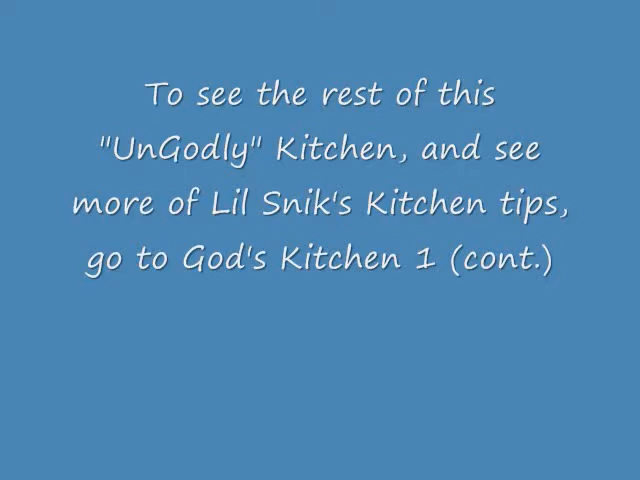 To see the rest of this
"UnGodly" Kitchen, and see
more of Lil Snik's Kitchen tips,
go to God's Kitchen 1 (cont.)